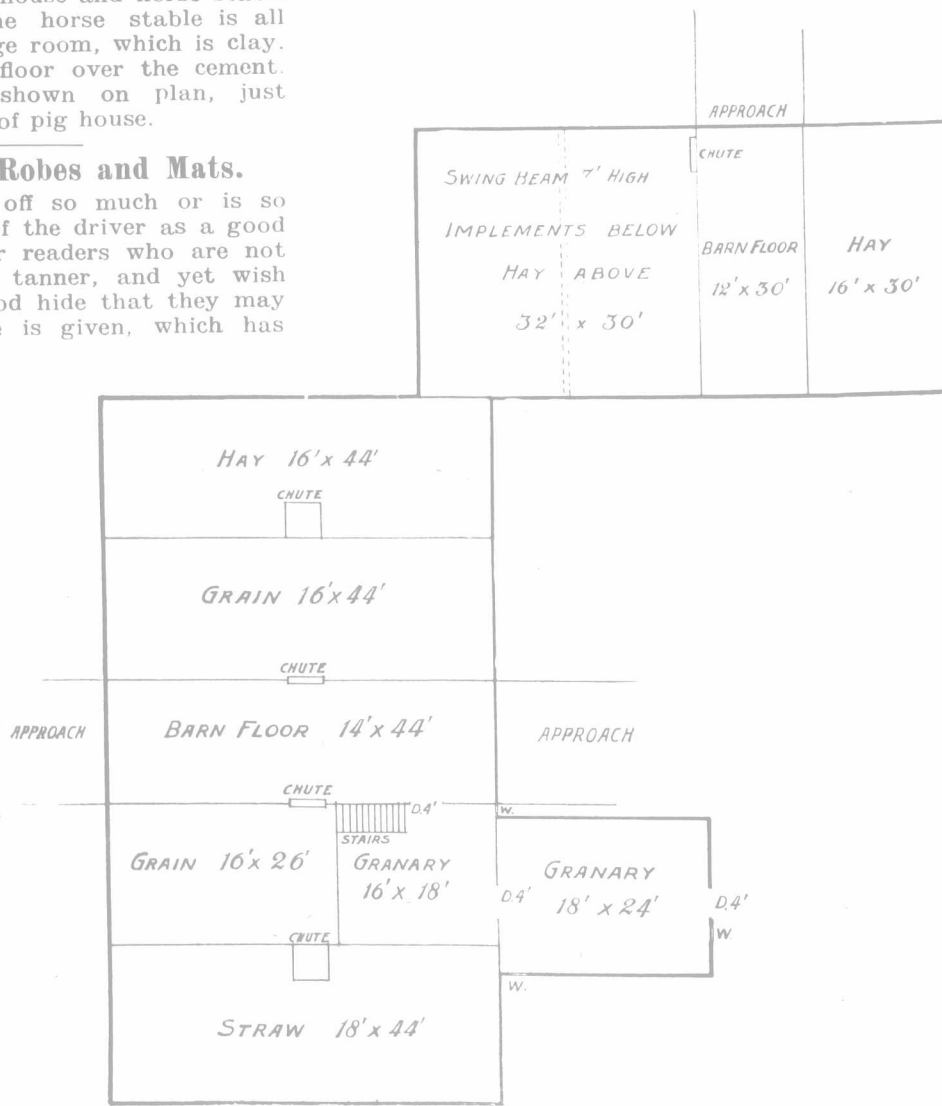 house and horse
the horse stable is all
room, which is clay.
floor over the cement.
shown on plan, just
of pig house.
Robes and Mats.
off so much or is so
of the driver as a good
readers who are not
tanner, and yet wish
hide that they may
is given, which has
APPROACH
CHUTE
SWING BEAM 7' HIGH
IMPLEMENTS BELOW
HAY ABOVE
32' x 30'
BARN FLOOR
12' x 30'
HAY
16' x 30'
HAY 16' x 44'
CHUTE
GRAIN 16' x 44'
CHUTE
APPROACH
BARN FLOOR 14' x 44'
APPROACH
CHUTE
D.4'
W.
STAIRS
GRAIN 16' x 26'
GRANARY
16' x 18'
GRANARY
18' x 24'
D.4'
D.4'
W.
CHUTE
W.
STRAW 18' x 44'